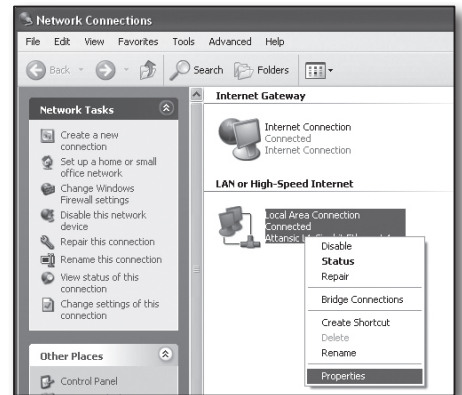 Network Connections
File Edit View Favorites Tools Advanced Help
Back Search Folders
Network Tasks
Create a new
connection
Set up a home or small
office network
Change Windows
Firewall settings
Disable this network
device
Repair this connection
Rename this connection
View status of this
connection
Change settings of this
connection
Other Places
Control Panel
Internet Gateway
Internet Connection
Connected
Internet Connection
LAN or High-Speed Internet
Local Area Connection
Connected
Attansic
Disable
Status
Repair
Bridge Connections
Create Shortcut
Delete
Rename
Properties